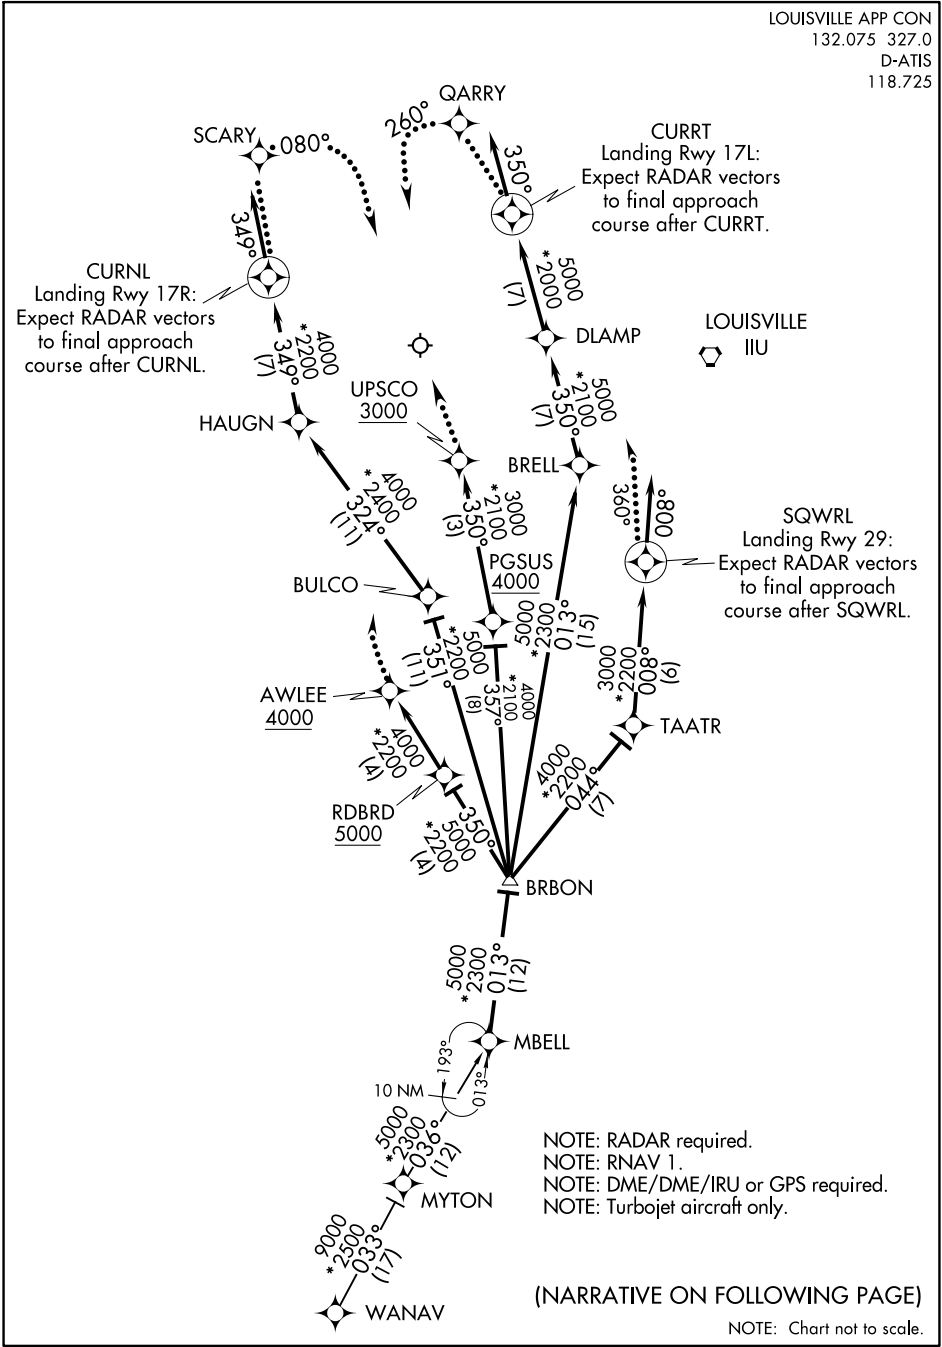 LOUISVILLE APP CON
132.075 327.0
D-ATIS
118.725
QARRY
260°
SCARY
080°
350°
CURRT
Landing Rwy 17L:
Expect RADAR vectors
to final approach
course after CURRT.
349°
CURNL
Landing Rwy 17R:
Expect RADAR vectors
to final approach
course after CURNL.
5000
*2000
(7)
DLAMP
LOUISVILLE
IIU
4000
*2200
349°
(7)
HAUGN
UPSCO
3000
5000
*2100
350°
(7)
BRELL
4000
*2400
324°
(11)
3000
*2100
350°
(3)
360°
008°
SQWRL
Landing Rwy 29:
Expect RADAR vectors
to final approach
course after SQWRL.
PGSUS
4000
BULCO
5000
*2300
013°
(15)
5000
*2200
351°
(11)
4000
*2100
357°
(8)
3000
*2200
008°
(9)
AWLEE
4000
TAATR
4000
*2200
(4)
4000
*2200
044°
(7)
RDBRD
5000
350°
5000
*2200
(4)
BRBON
5000
*2300
013°
(12)
MBELL
193°
013°
10 NM
5000
*2300
036°
(12)
MYTON
NOTE: RADAR required.
NOTE: RNAV 1.
NOTE: DME/DME/IRU or GPS required.
NOTE: Turbojet aircraft only.
9000
*2500
033°
(17)
WANAV
(NARRATIVE ON FOLLOWING PAGE)
NOTE: Chart not to scale.